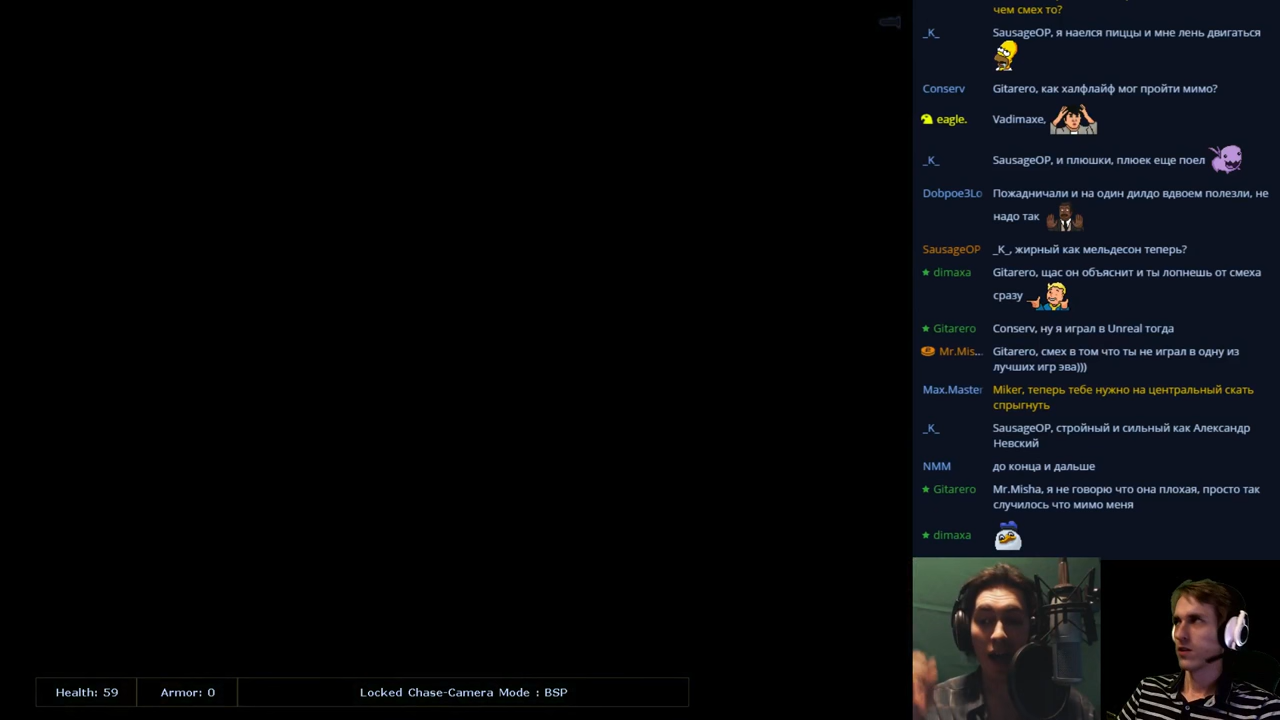 чем смех то?
_K_ SausageOP, я наелся пиццы и мне лень двигаться
Conserv Gitarero, как халфлайф мог пройти мимо?
eagle. Vadimaxe,
_K_ SausageOP, и плюшки, плюек еще поел
Dobpoe3Lo Пожадничали и на один дилдо вдвоем полезли, не
надо так
SausageOP _K_, жирный как мельдесон теперь?
dimaxa Gitarero, щас он объяснит и ты лопнешь от смеха
сразу
Gitarero Conserv, ну я играл в Unreal тогда
Mr.Mis... Gitarero, смех в том что ты не играл в одну из
лучших игр эва)))
Max.Master Miker, теперь тебе нужно на центральный скать
спрыгнуть
_K_ SausageOP, стройный и сильный как Александр
Невский
NMM до конца и дальше
Gitarero Mr.Misha, я не говорю что она плохая, просто так
случилось что мимо меня
dimaxa
Health: 59 Armor: 0 Locked Chase-Camera Mode : BSP